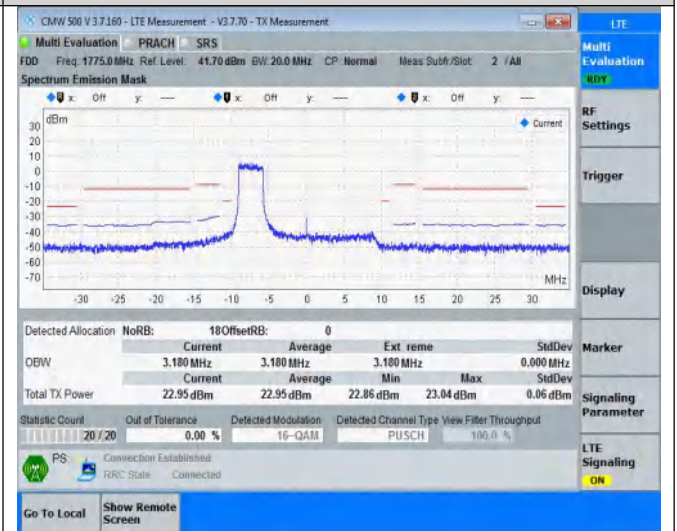 CMW 500 V 3.7.160 - LTE Measurement - V3.7.70 - TX Measurement
LTE
Multi Evaluation PRACH SRS
FDD Freq: 1775.0 MHz Ref. Level: 41.70 dBm BW: 20.0 MHz CP: Normal Meas Subfr./Slot: 2 / All
Spectrum Emission Mask
x: Off y: --- x: Off y: --- x: Off y: ---
dBm
Current
30
20
10
0
-10
-20
-30
-40
-50
-60
-70
MHz
-30 -25 -20 -15 -10 -5 0 5 10 15 20 25 30
Detected Allocation NoRB: 18 OffsetRB: 0
Current Average Extreme StdDev
OBW 3.180 MHz 3.180 MHz 3.180 MHz 0.000 MHz
Current Average Min Max StdDev
Total TX Power 22.95 dBm 22.95 dBm 22.86 dBm 23.04 dBm 0.06 dBm
Statistic Count Out of Tolerance Detected Modulation Detected Channel Type View Filter Throughput
20 / 20 0.00 % 16-QAM PUSCH 100.0 %
PS: Connection Established
RRC State Connected
Multi Evaluation
RDY
RF Settings
Trigger
Display
Marker
Signaling Parameter
LTE Signaling
ON
Go To Local
Show Remote Screen